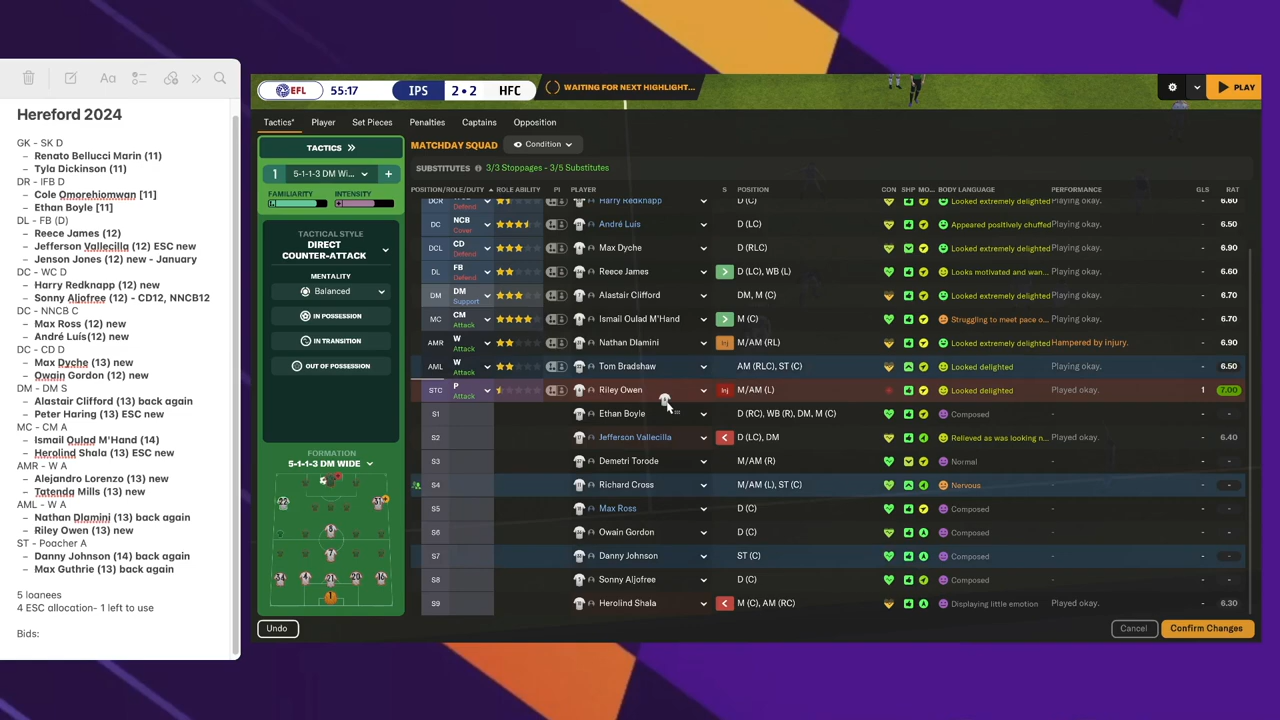 Aa
Hereford 2024
GK - SK D
– Renato Bellucci Marin (11)
– Tyla Dickinson (11)
DR - IFB D
– Cole Omorehiomwan [11]
– Ethan Boyle [11]
DL - FB (D)
– Reece James (12)
– Jefferson Vallecilla (12) ESC new
– Jenson Jones (12) new - January
DC - WC D
– Harry Redknapp (12) new
– Sonny Aljofree (12) - CD12, NNCB12
DC - NNCB C
– Max Ross (12) new
– André Luís(12) new
DC - CD D
– Max Dyche (13) new
– Owain Gordon (12) new
DM - DM S
– Alastair Clifford (13) back again
– Peter Haring (13) ESC new
MC - CM A
– Ismail Oulad M'Hand (14)
– Herolind Shala (13) ESC new
AMR - W A
– Alejandro Lorenzo (13) new
– Tatenda Mills (13) new
AML - W A
– Nathan Dlamini (13) back again
– Riley Owen (13) new
ST - Poacher A
– Danny Johnson (14) back again
– Max Guthrie (13) back again
5 loanees
4 ESC allocation- 1 left to use
Bids:
EFL 55:17 IPS 2 - 2 HFC WAITING FOR NEXT HIGHLIGHT... PLAY
Tactics* Player Set Pieces Penalties Captains Opposition
TACTICS
1 5-1-1-3 DM Wi...
FAMILIARITY INTENSITY
TACTICAL STYLE
DIRECT
COUNTER-ATTACK
MENTALITY
Balanced
IN POSSESSION
IN TRANSITION
OUT OF POSSESSION
FORMATION
5-1-1-3 DM WIDE
MATCHDAY SQUAD Condition
SUBSTITUTES 3/3 Stoppages - 3/5 Substitutes
POSITION/ROLE/DUTY ROLE ABILITY PI PLAYER S POSITION CON SHP MO... BODY LANGUAGE PERFORMANCE GLS RAT
DCR Defend Harry Redknapp D (C) Looked extremely delighted Playing okay. - 6.60
DC NCB Cover André Luís D (LC) Appeared positively chuffed Playing okay. - 6.50
DCL CD Defend Max Dyche D (RLC) Looked extremely delighted Playing okay. - 6.90
DL FB Defend Reece James D (LC), WB (L) Looks motivated and wan... Playing okay. - 6.60
DM DM Support Alastair Clifford DM, M (C) Looked extremely delighted Playing okay. - 6.70
MC CM Attack Ismail Oulad M'Hand M (C) Struggling to meet pace o... Playing okay. - 6.70
AMR W Attack Nathan Dlamini Inj M/AM (RL) Looked extremely delighted Hampered by injury. - 6.90
AML W Attack Tom Bradshaw AM (RLC), ST (C) Looked delighted Playing okay. - 6.50
STC P Attack Riley Owen Inj M/AM (L) Looked delighted Played okay. 1 7.00
S1 Ethan Boyle D (RC), WB (R), DM, M (C) Composed - - -
S2 Jefferson Vallecilla D (LC), DM Relieved as was looking n... Played okay. - 6.40
S3 Demetri Torode M/AM (R) Normal - - -
S4 Richard Cross M/AM (L), ST (C) Nervous - - -
S5 Max Ross D (C) Composed - - -
S6 Owain Gordon D (C) Composed - - -
S7 Danny Johnson ST (C) Composed - - -
S8 Sonny Aljofree D (C) Composed - - -
S9 Herolind Shala M (C), AM (RC) Displaying little emotion Played okay. - 6.30
Undo Cancel Confirm Changes